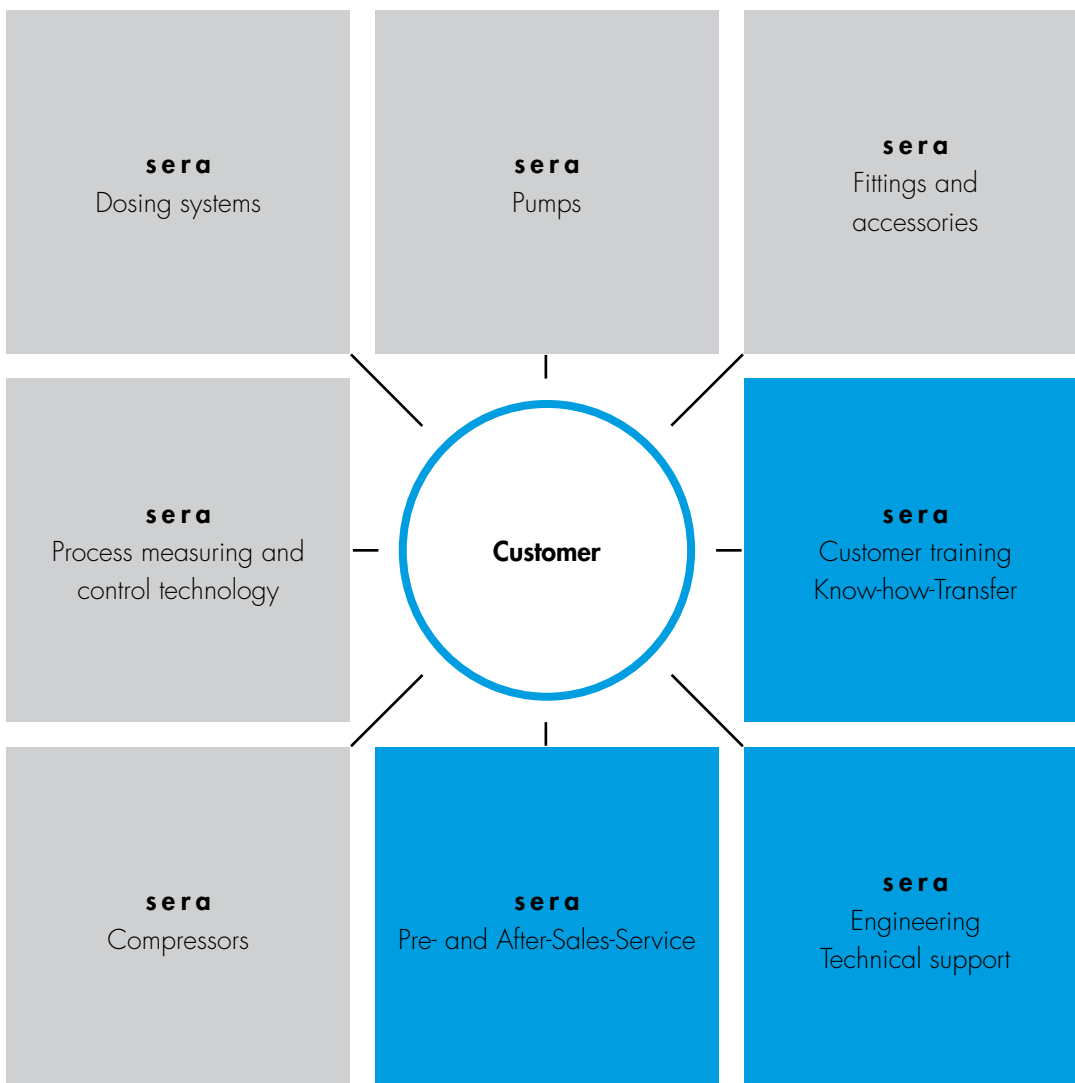 sera
Dosing systems
sera
Pumps
sera
Fittings and
accessories
sera
Process measuring and
control technology
Customer
sera
Customer training
Know-how-Transfer
sera
Compressors
sera
Pre- and After-Sales-Service
sera
Engineering
Technical support